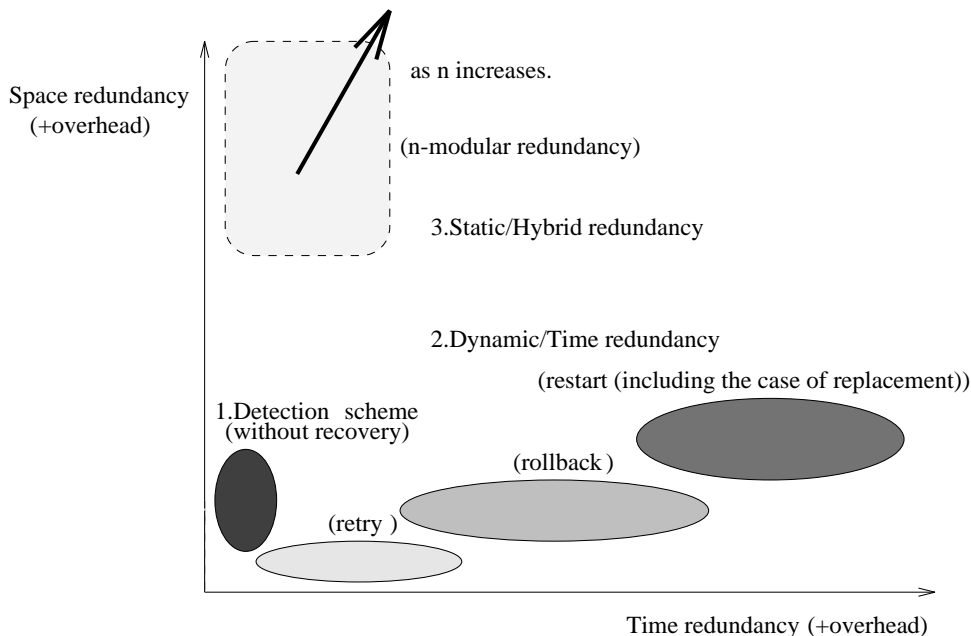 as n increases.
Space redundancy
(+overhead)
(n-modular redundancy)
3.Static/Hybrid redundancy
2.Dynamic/Time redundancy
(restart (including the case of replacement))
1.Detection scheme
(without recovery)
(rollback )
(retry )
Time redundancy (+overhead)